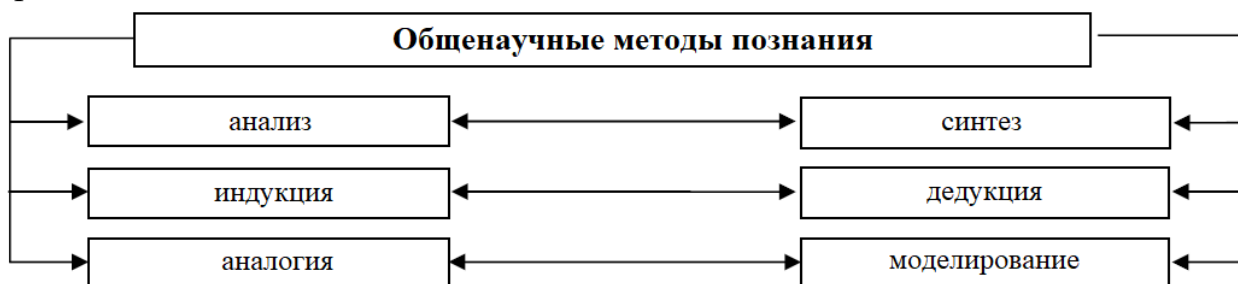 Общенаучные методы познания
анализ
синтез
индукция
дедукция
аналогия
моделирование